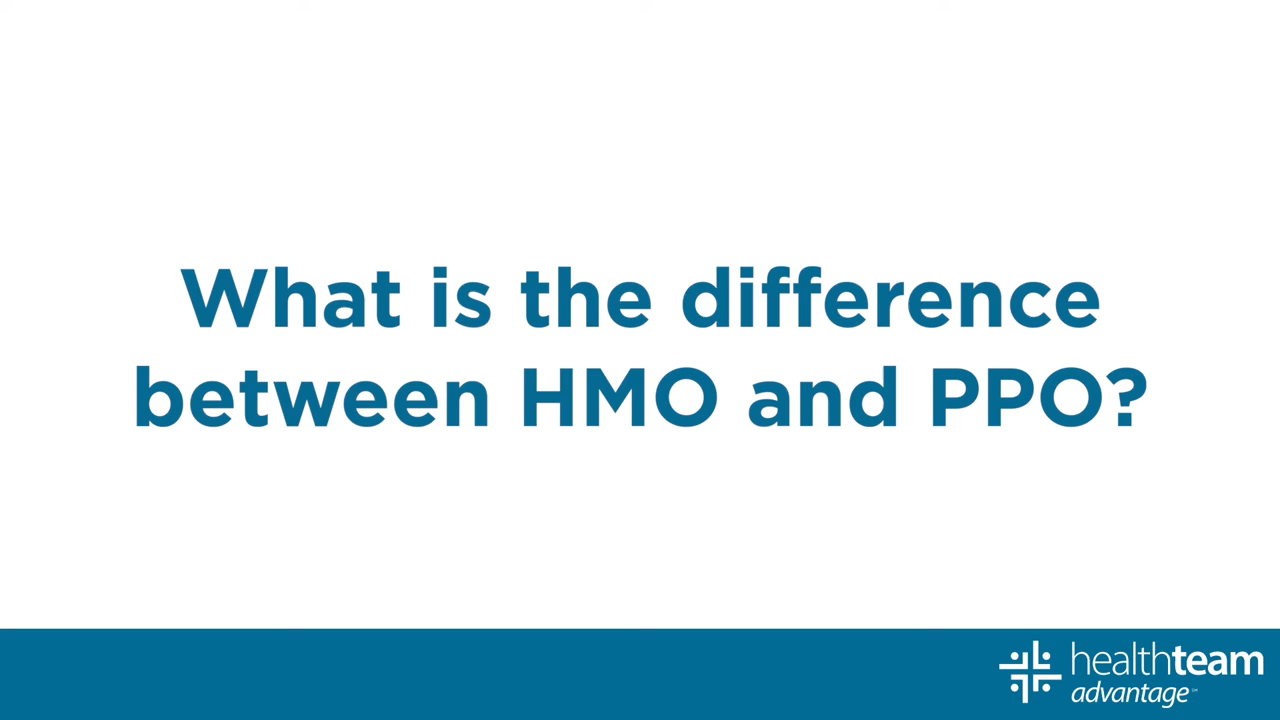 What is the difference
between HMO and PPO?
healthteam
advantage